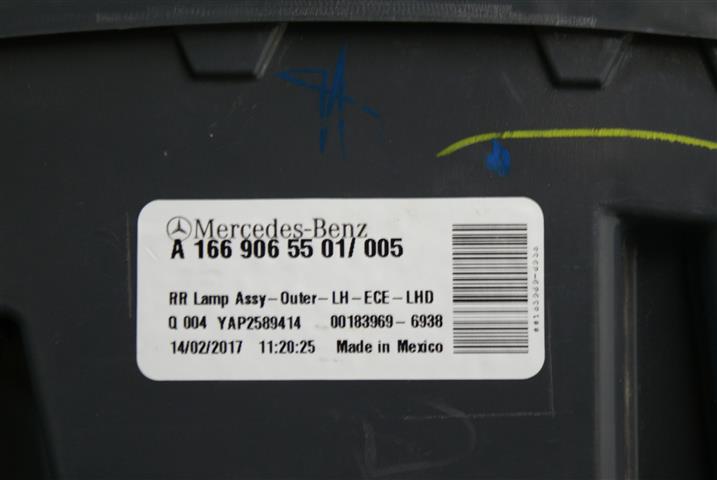 Mercedes-Benz
A 166 906 55 01/ 005
RR Lamp Assy-Outer-LH-ECE-LHD
Q 004 YAP2589414 00183969-6938
14/02/2017 11:20:25 Made in Mexico